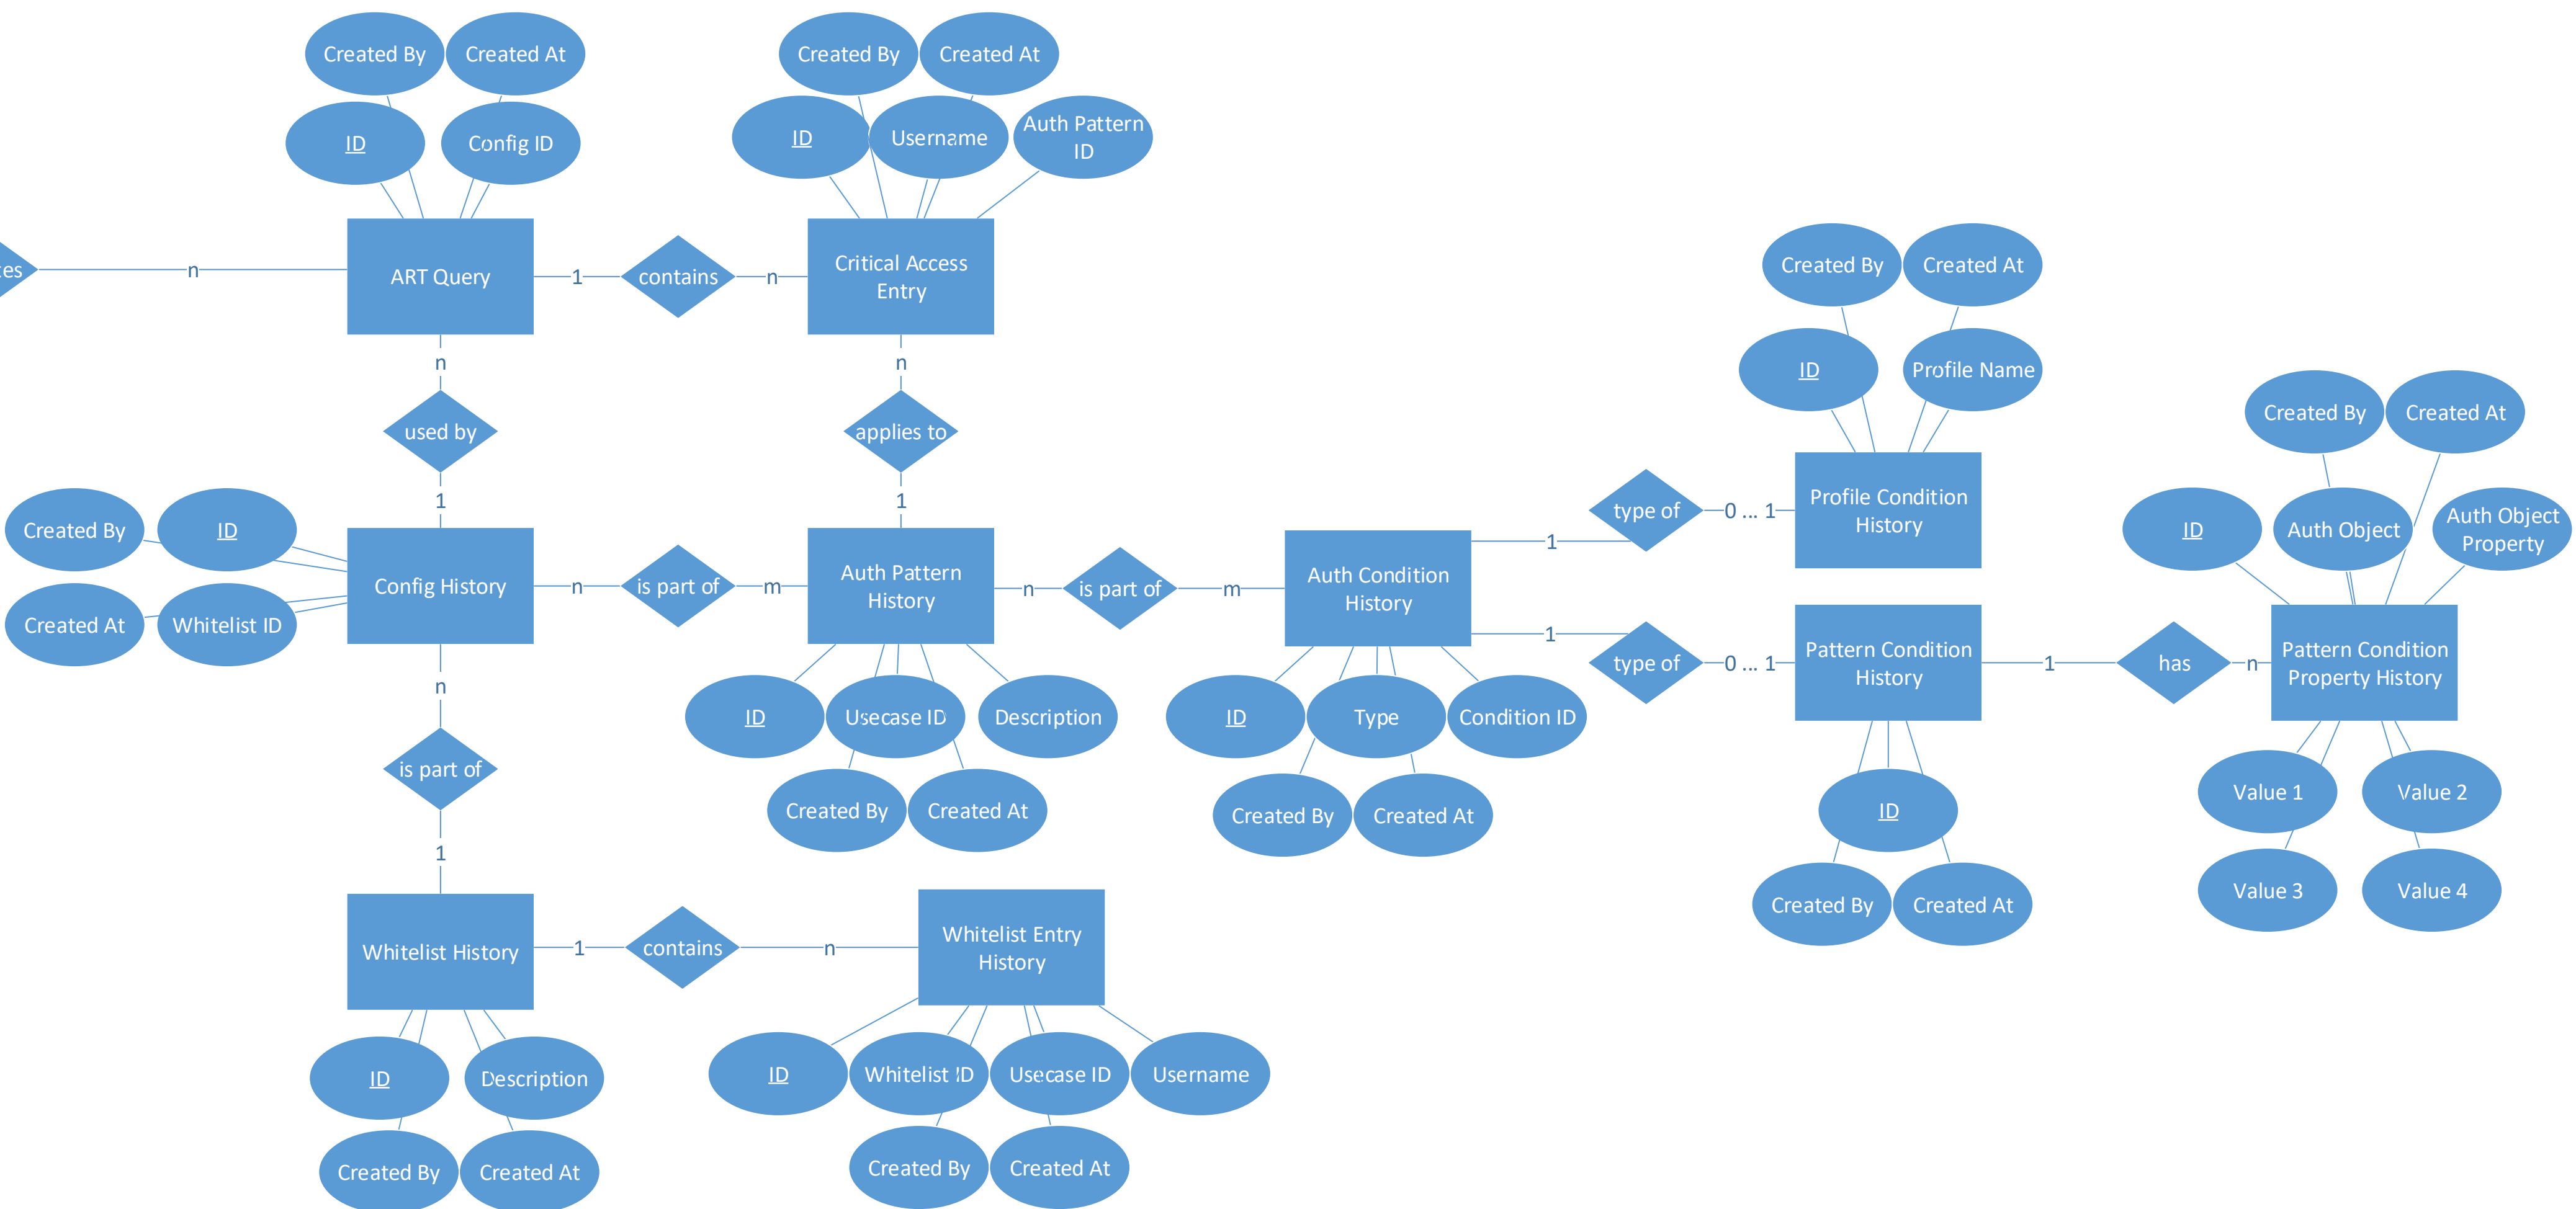 Created By
Created At
Created By
Created At
ID
Config ID
ID
Username
Auth Pattern
ID
n
ART Query
1
contains
n
Critical Access
Entry
Created By
Created At
ID
Profile Name
n
used by
1
n
applies to
1
Created By
Created At
ID
Auth Object
Auth Object
Property
Created By
ID
Created At
Whitelist ID
Config History
n
is part of
m
Auth Pattern
History
n
is part of
m
Auth Condition
History
1
type of
0 ... 1
Profile Condition
History
1
type of
0 ... 1
Pattern Condition
History
1
has
n
Pattern Condition
Property History
ID
Usecase ID
Description
Created By
Created At
ID
Type
Condition ID
Created By
Created At
ID
Created By
Created At
Value 1
Value 2
Value 3
Value 4
n
is part of
1
Whitelist History
1
contains
n
Whitelist Entry
History
ID
Description
Created By
Created At
ID
Whitelist ID
Usecase ID
Username
Created By
Created At